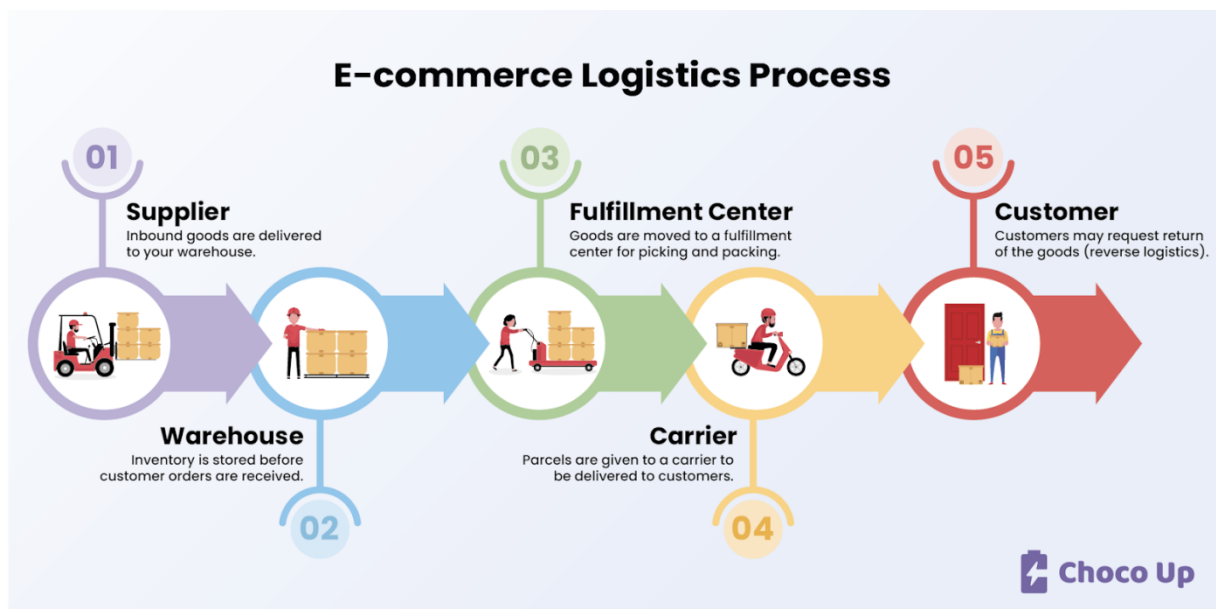 E-commerce Logistics Process
01
Supplier
Inbound goods are delivered
to your warehouse.
Warehouse
Inventory is stored before
customer orders are received.
02
03
Fulfillment Center
Goods are moved to a fulfillment
center for picking and packing.
Carrier
Parcels are given to a carrier to
be delivered to customers.
04
05
Customer
Customers may request return
of the goods (reverse logistics).
Choco Up